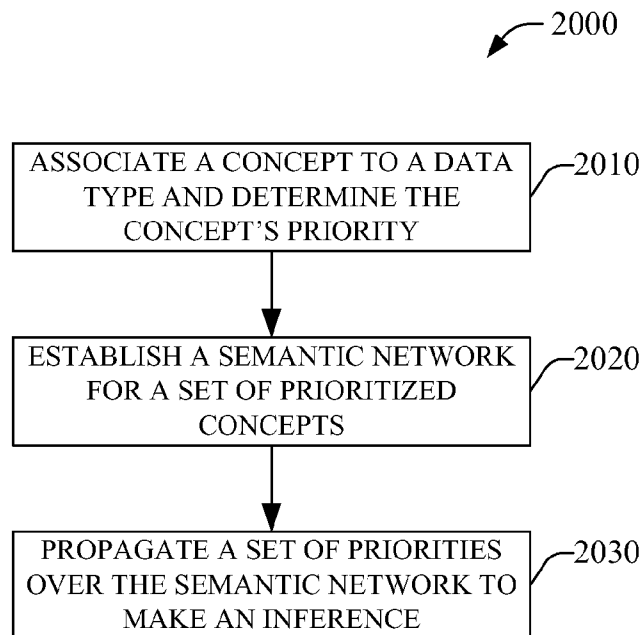 2000
ASSOCIATE A CONCEPT TO A DATA
TYPE AND DETERMINE THE
CONCEPT'S PRIORITY
2010
ESTABLISH A SEMANTIC NETWORK
FOR A SET OF PRIORITIZED
CONCEPTS
2020
PROPAGATE A SET OF PRIORITIES
OVER THE SEMANTIC NETWORK TO
MAKE AN INFERENCE
2030